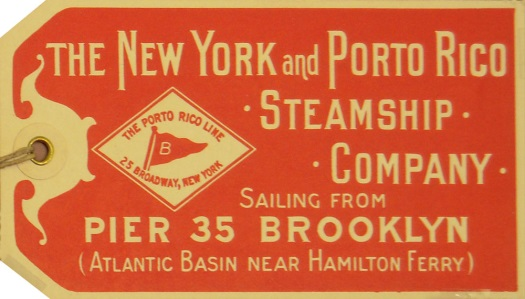 THE NEW YORK and PORTO RICO
· STEAMSHIP ·
· COMPANY ·
THE PORTO RICO LINE
B
25 BROADWAY, NEW YORK
SAILING FROM
PIER 35 BROOKLYN
(ATLANTIC BASIN NEAR HAMILTON FERRY)